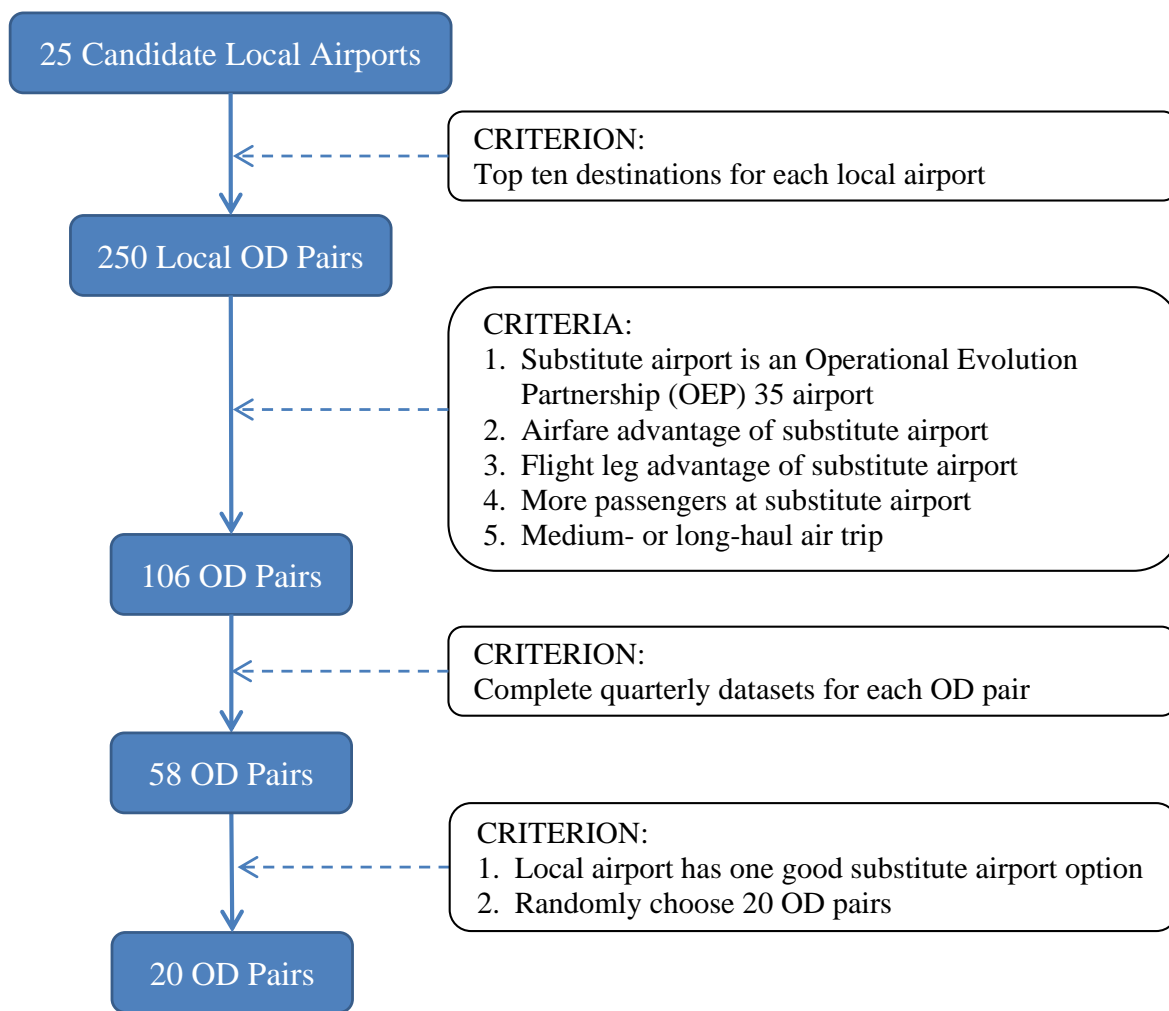 25 Candidate Local Airports
CRITERION:
Top ten destinations for each local airport
250 Local OD Pairs
CRITERIA:
1. Substitute airport is an Operational Evolution
Partnership (OEP) 35 airport
2. Airfare advantage of substitute airport
3. Flight leg advantage of substitute airport
4. More passengers at substitute airport
5. Medium- or long-haul air trip
106 OD Pairs
CRITERION:
Complete quarterly datasets for each OD pair
58 OD Pairs
CRITERION:
1. Local airport has one good substitute airport option
2. Randomly choose 20 OD pairs
20 OD Pairs